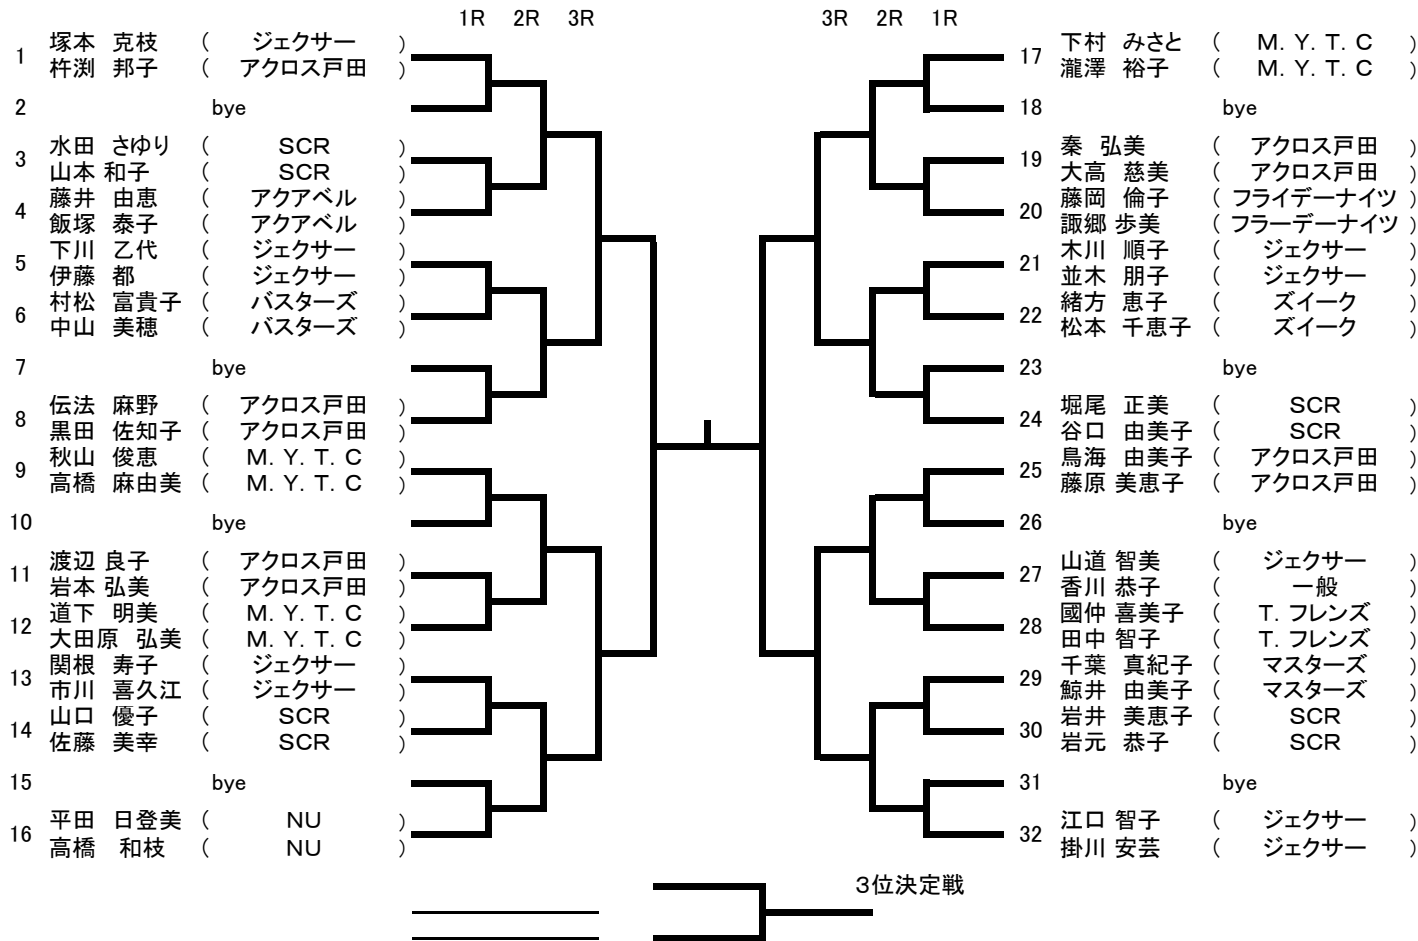 1R 2R 3R
1 塚本 克枝 ( ジェクサー )
杵渕 邦子 ( アクロス戸田 )
2 bye
3 水田 さゆり ( SCR )
山本 和子 ( SCR )
4 藤井 由恵 ( アクアベル )
飯塚 泰子 ( アクアベル )
5 下川 乙代 ( ジェクサー )
伊藤 都 ( ジェクサー )
6 村松 富貴子 ( バスターズ )
中山 美穂 ( バスターズ )
7 bye
8 伝法 麻野 ( アクロス戸田 )
黒田 佐知子 ( アクロス戸田 )
9 秋山 俊恵 ( M.Y.T.C )
高橋 麻由美 ( M.Y.T.C )
10 bye
11 渡辺 良子 ( アクロス戸田 )
岩本 弘美 ( アクロス戸田 )
12 道下 明美 ( M.Y.T.C )
大田原 弘美 ( M.Y.T.C )
13 関根 寿子 ( ジェクサー )
市川 喜久江 ( ジェクサー )
14 山口 優子 ( SCR )
佐藤 美幸 ( SCR )
15 bye
16 平田 日登美 ( NU )
高橋 和枝 ( NU )
3R 2R 1R
17 下村 みさと ( M.Y.T.C )
瀧澤 裕子 ( M.Y.T.C )
18 bye
19 秦 弘美 ( アクロス戸田 )
大高 慈美 ( アクロス戸田 )
20 藤岡 倫子 ( フライデーナイツ )
諏郷 歩美 ( フラーデーナイツ )
21 木川 順子 ( ジェクサー )
並木 朋子 ( ジェクサー )
22 緒方 恵子 ( ズイーク )
松本 千恵子 ( ズイーク )
23 bye
24 堀尾 正美 ( SCR )
谷口 由美子 ( SCR )
25 鳥海 由美子 ( アクロス戸田 )
藤原 美恵子 ( アクロス戸田 )
26 bye
27 山道 智美 ( ジェクサー )
香川 恭子 ( 一般 )
28 國仲 喜美子 ( T.フレンズ )
田中 智子 ( T.フレンズ )
29 千葉 真紀子 ( マスターズ )
鯨井 由美子 ( マスターズ )
30 岩井 美恵子 ( SCR )
岩元 恭子 ( SCR )
31 bye
32 江口 智子 ( ジェクサー )
掛川 安芸 ( ジェクサー )
3位決定戦